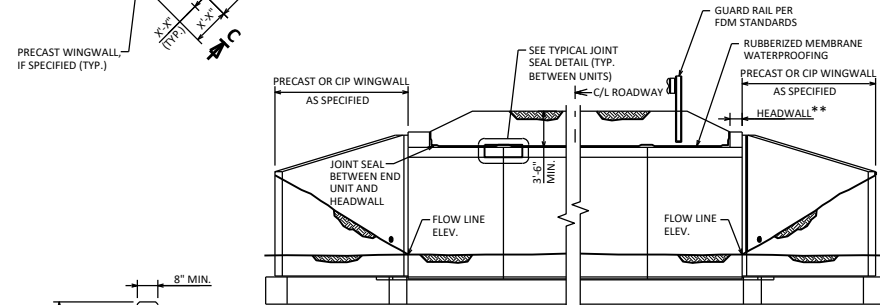 X'-X"
(TYP.)
X'-X"
C
PRECAST WINGWALL,
IF SPECIFIED (TYP.)
GUARD RAIL PER
FDM STANDARDS
SEE TYPICAL JOINT
SEAL DETAIL (TYP.
BETWEEN UNITS)
RUBBERIZED MEMBRANE
WATERPROOFING
PRECAST OR CIP WINGWALL
AS SPECIFIED
C/L ROADWAY
PRECAST OR CIP WINGWALL
AS SPECIFIED
HEADWALL**
JOINT SEAL
BETWEEN END
UNIT AND
HEADWALL
3'-6"
MIN.
FLOW LINE
ELEV.
FLOW LINE
ELEV.
8" MIN.